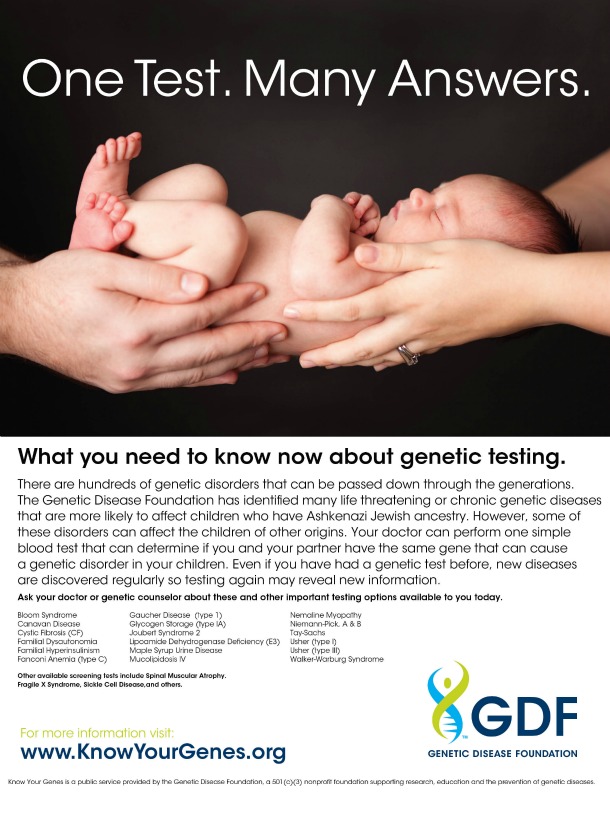 One Test. Many Answers.
What you need to know now about genetic testing.
There are hundreds of genetic disorders that can be passed down through the generations.
The Genetic Disease Foundation has identified many life threatening or chronic genetic diseases
that are more likely to affect children who have Ashkenazi Jewish ancestry. However, some of
these disorders can affect the children of other origins. Your doctor can perform one simple
blood test that can determine if you and your partner have the same gene that can cause
a genetic disorder in your children. Even if you have had a genetic test before, new diseases
are discovered regularly so testing again may reveal new information.
Ask your doctor or genetic counselor about these and other important testing options available to you today.
Bloom Syndrome
Canavan Disease
Cystic Fibrosis (CF)
Familial Dyscutonomia
Familial Hyperinsulinism
Fanconi Anemia (type C)
Gaucher Disease (type 1)
Glycogen Storage (type IA)
Joubert Syndrome 2
Lipoamide Dehydrogenase Deficiency (E3)
Maple Syrup Urine Disease
Mucolipidosis IV
Nemaline Myopathy
Niemann-Pick, A & B
Tay-Sachs
Usher (type I)
Usher (type III)
Walker-Warburg Syndrome
Other available screening tests include Spinal Muscular Atrophy.
Fragile X Syndrome, Sickle Cell Disease,and others.
For more information visit:
www.KnowYourGenes.org
GDF
TM
GENETIC DISEASE FOUNDATION
Know Your Genes is a public service provided by the Genetic Disease Foundation, a 501(c)(3) nonprofit foundation supporting research, education and the prevention of genetic diseases.